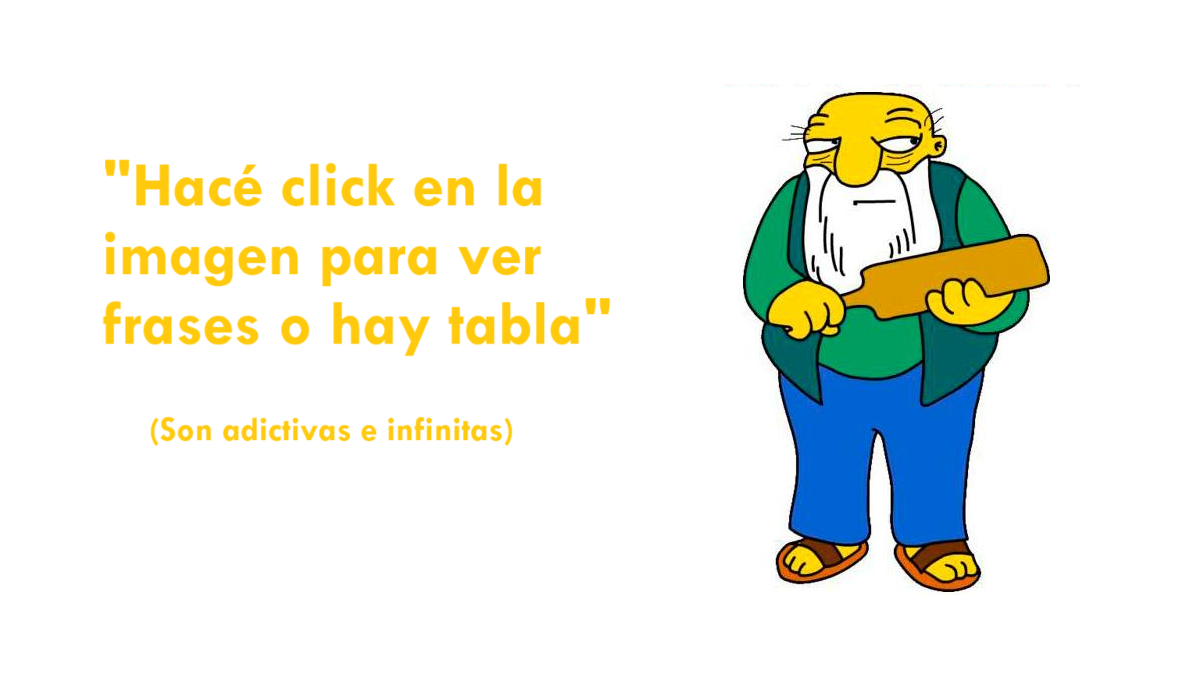 "Hacé click en la
imagen para ver
frases o hay tabla"
(Son adictivas e infinitas)